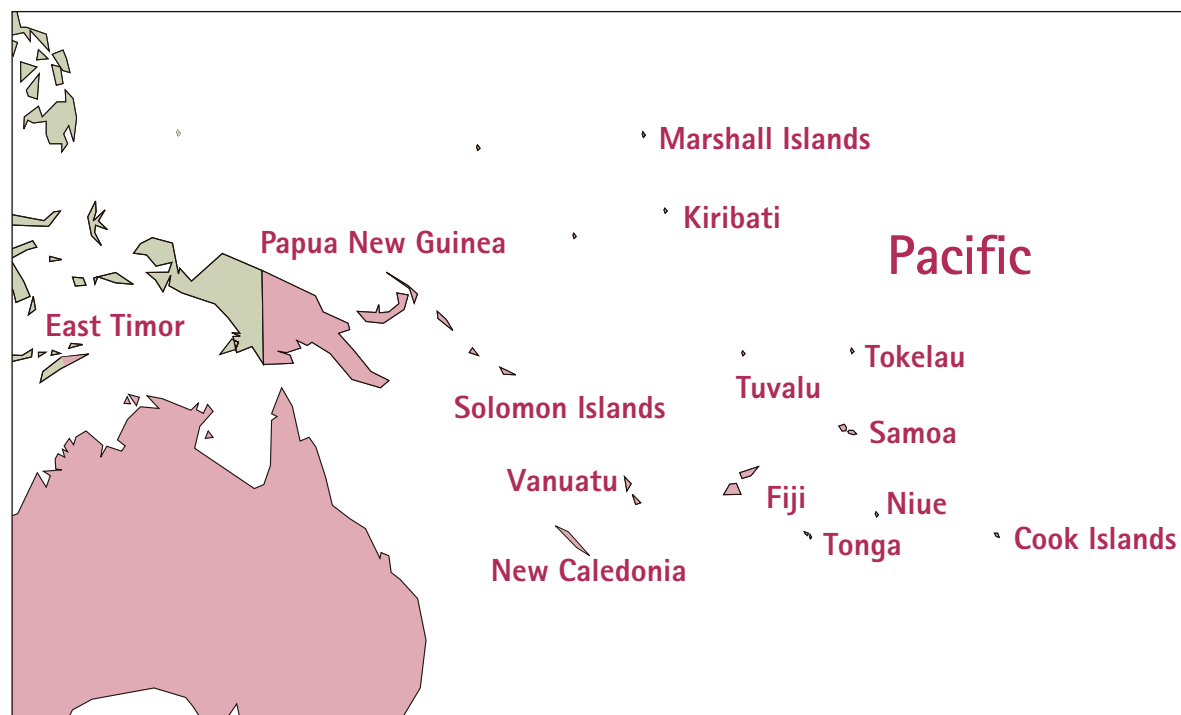 Marshall Islands
Kiribati
Papua New Guinea
Pacific
East Timor
Tokelau
Tuvalu
Solomon Islands
Samoa
Vanuatu
Fiji
Niue
Tonga
Cook Islands
New Caledonia